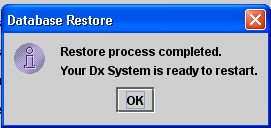 Database Restore
Restore process completed.
Your Dx System is ready to restart.
OK